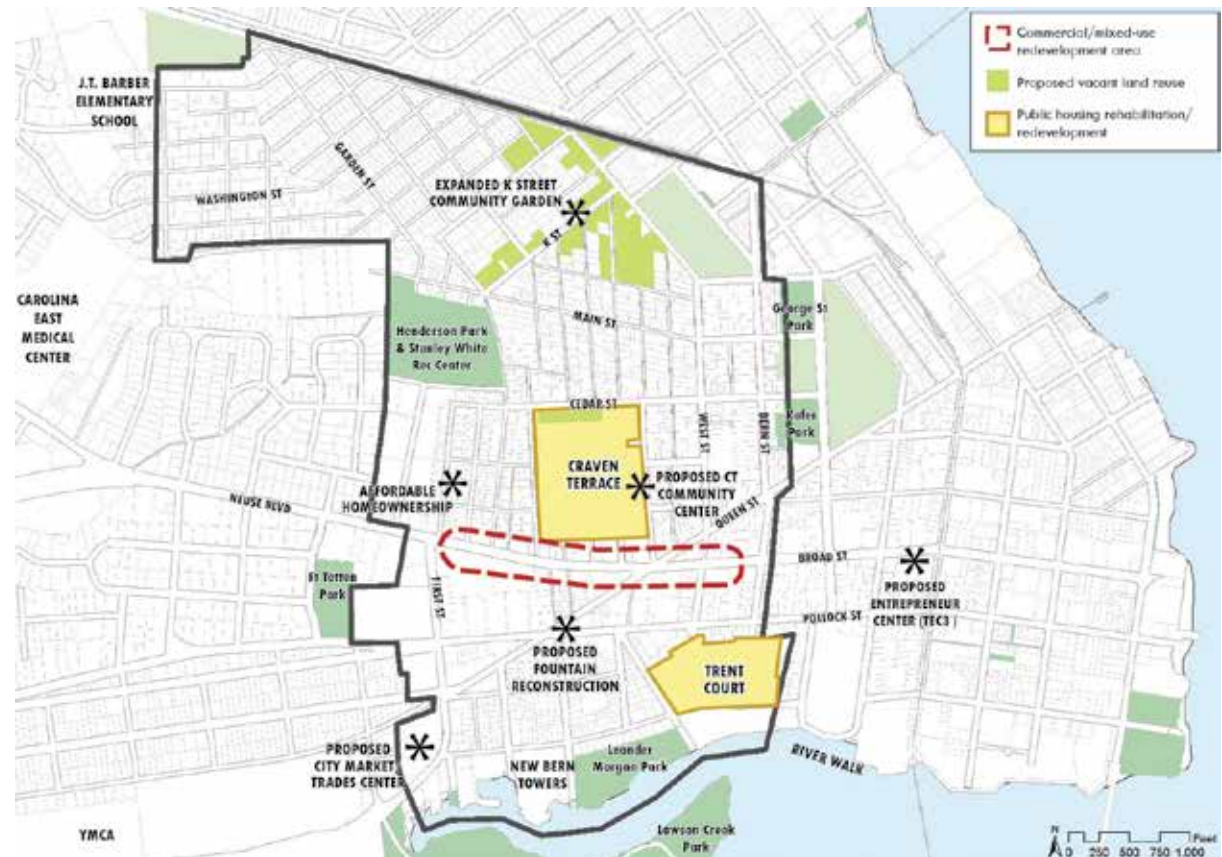 Commercial/mixed-use
redevelopment area
Proposed vacant land reuse
Public housing rehabilitation/
redevelopment
J.T. BARBER
ELEMENTARY
SCHOOL
GARDEN ST
WASHINGTON ST
EXPANDED K STREET
COMMUNITY GARDEN
K ST
CAROLINA
EAST
MEDICAL
CENTER
Henderson Park
& Stanley White
Rec Center
MAIN ST
George St
Park
CEDAR ST
WEST ST
BERN ST
Kafer
Park
CRAVEN
TERRACE
PROPOSED CT
COMMUNITY
CENTER
AFFORDABLE
HOMEOWNERSHIP
NEUSE BLVD
QUEEN ST
BROAD ST
Ft Totten
Park
FIRST ST
PROPOSED
ENTREPRENEUR
CENTER (TEC3 )
POLLOCK ST
PROPOSED
FOUNTAIN
RECONSTRUCTION
TRENT
COURT
PROPOSED
CITY MARKET
TRADES CENTER
NEW BERN
TOWERS
Leander
Morgan Park
RIVER WALK
YMCA
Lawson Creek
Park
N
Feet
0 250 500 750 1,000